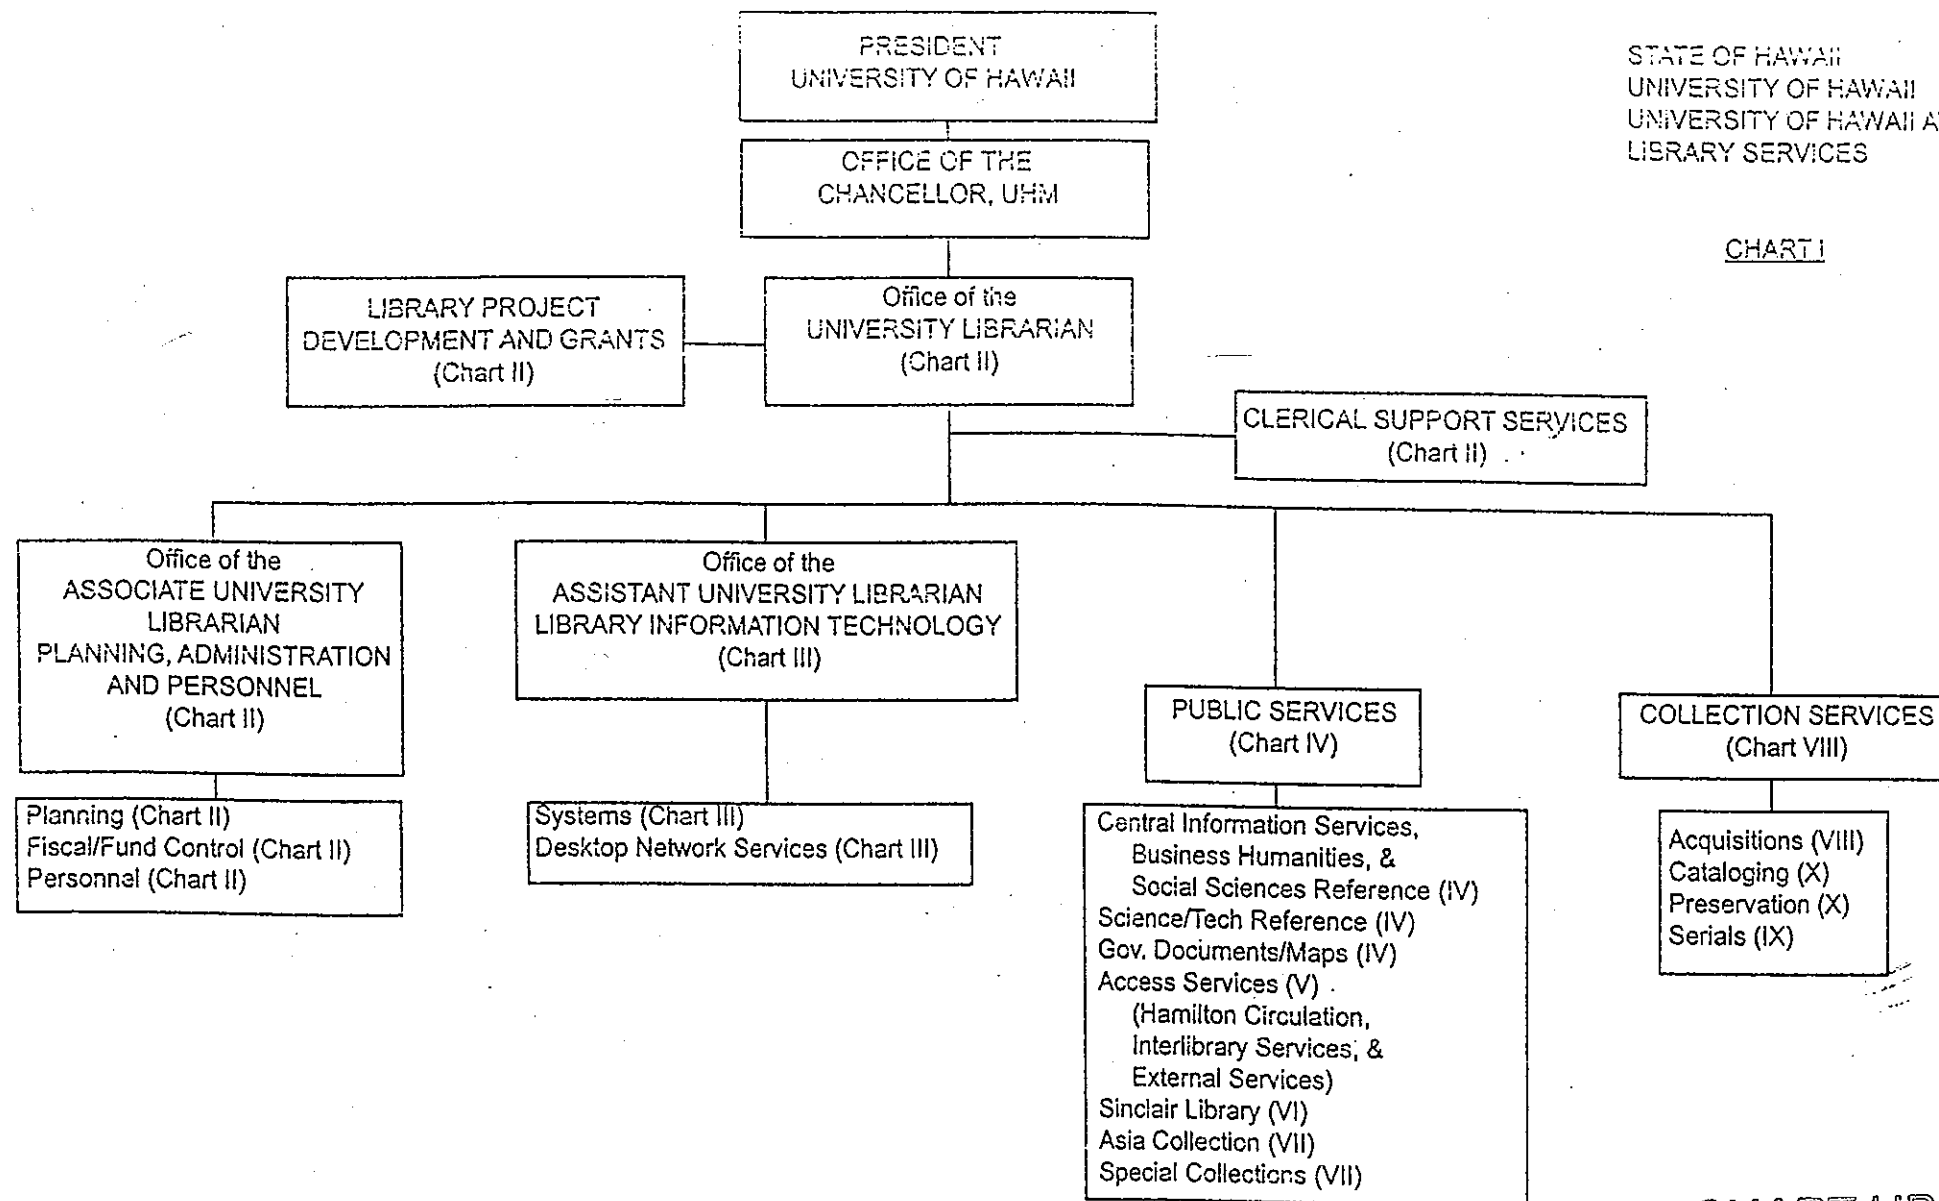 PRESIDENT
UNIVERSITY OF HAWAII
STATE OF HAWAII
UNIVERSITY OF HAWAII
UNIVERSITY OF HAWAII
LIBRARY SERVICES
CHART I
OFFICE OF THE
CHANCELLOR, UHM
LIBRARY PROJECT
DEVELOPMENT AND GRANTS
(Chart II)
Office of the
UNIVERSITY LIBRARIAN
(Chart II)
CLERICAL SUPPORT SERVICES
(Chart II)
Office of the
ASSOCIATE UNIVERSITY
LIBRARIAN
PLANNING, ADMINISTRATION
AND PERSONNEL
(Chart II)
Planning (Chart II)
Fiscal/Fund Control (Chart II)
Personnel (Chart II)
Office of the
ASSISTANT UNIVERSITY LIBRARIAN
LIBRARY INFORMATION TECHNOLOGY
(Chart III)
Systems (Chart III)
Desktop Network Services (Chart III)
PUBLIC SERVICES
(Chart IV)
Central Information Services,
Business Humanities, &
Social Sciences Reference (IV)
Science/Tech Reference (IV)
Gov. Documents/Maps (IV)
Access Services (V)
(Hamilton Circulation,
Interlibrary Services, &
External Services)
Sinclair Library (VI)
Asia Collection (VII)
Special Collections (VII)
COLLECTION SERVICES
(Chart VIII)
Acquisitions (VIII)
Cataloging (X)
Preservation (X)
Serials (IX)